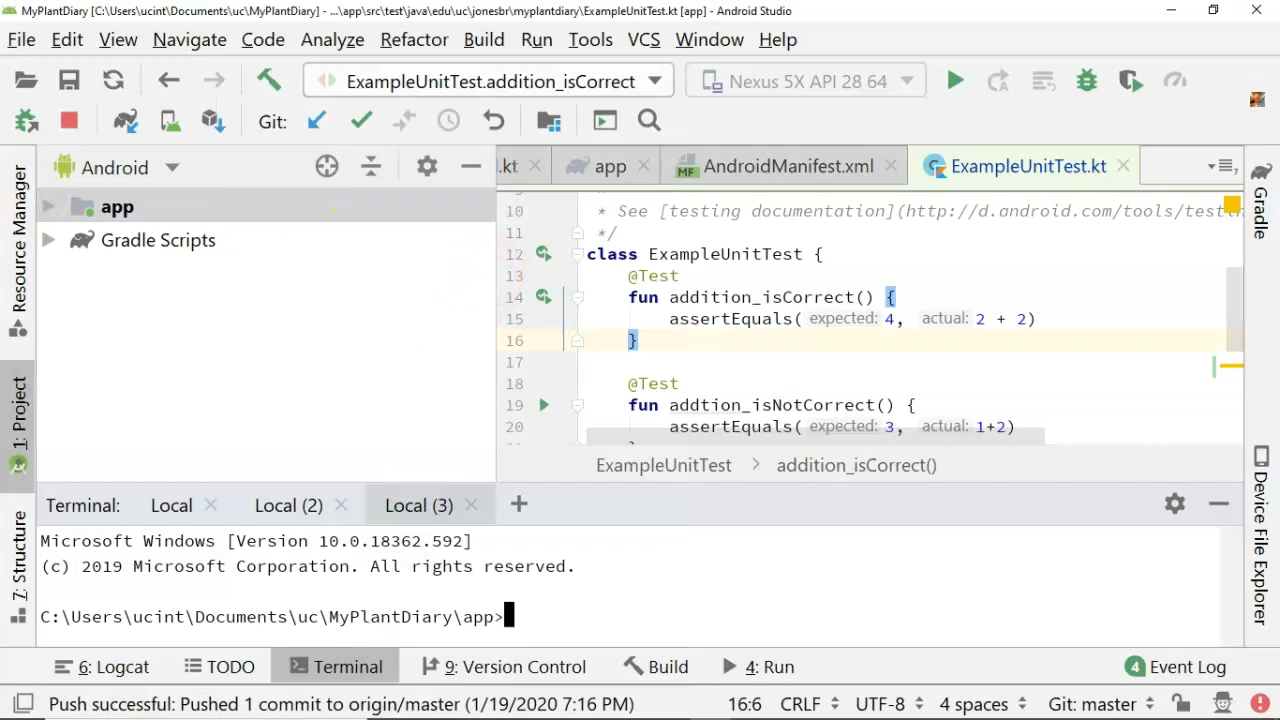 MyPlantDiary [C:\Users\ucint\Documents\uc\MyPlantDiary] - ...\app\src\test\java\edu\uc\jonesbr\myplantdiary\ExampleUnitTest.kt [app] - Android Studio
File Edit View Navigate Code Analyze Refactor Build Run Tools VCS Window Help
ExampleUnitTest.addition_isCorrect Nexus 5X API 28 64
Git:
Android
.kt app MF AndroidManifest.xml ExampleUnitTest.kt
app
Gradle Scripts
10 * See [testing documentation](http://d.android.com/tools/testin
11 */
12 class ExampleUnitTest {
13 @Test
14 fun addition_isCorrect() {
15 assertEquals( expected: 4, actual: 2 + 2)
16 }
17
18 @Test
19 fun addtion_isNotCorrect() {
20 assertEquals( expected: 3, actual: 1+2)
ExampleUnitTest > addition_isCorrect()
Resource Manager
1: Project
7: Structure
Gradle
Device File Explorer
Terminal: Local Local (2) Local (3)
Microsoft Windows [Version 10.0.18362.592]
(c) 2019 Microsoft Corporation. All rights reserved.
C:\Users\ucint\Documents\uc\MyPlantDiary\app>
6: Logcat TODO Terminal 9: Version Control Build 4: Run 4 Event Log
Push successful: Pushed 1 commit to origin/master (1/19/2020 7:16 PM) 16:6 CRLF UTF-8 4 spaces Git: master